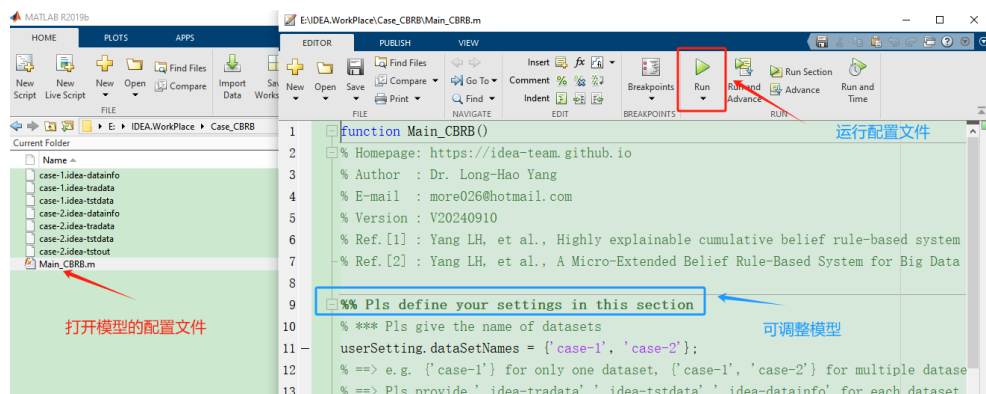 MATLAB R2019b
HOME PLOTS APPS
New Script
New Live Script
New
Open
Find Files
Compare
Import Data
FILE
E: ▸ IDEA.WorkPlace ▸ Case_CBRB
Current Folder
Name
case-1.idea-datainfo
case-1.idea-tradata
case-1.idea-tstdata
case-2.idea-datainfo
case-2.idea-tradata
case-2.idea-tstdata
case-2.idea-tstout
Main_CBRB.m
打开模型的配置文件
E:\IDEA.WorkPlace\Case_CBRB\Main_CBRB.m
EDITOR PUBLISH VIEW
New Open Save
Find Files
Compare
Print
FILE
Go To
Find
NAVIGATE
Insert fx
Comment % %
Indent
EDIT
Breakpoints
BREAKPOINTS
Run
Run and Advance
Run Section
Advance
Run and Time
RUN
运行配置文件
1 function Main_CBRB()
2 % Homepage: https://idea-team.github.io
3 % Author : Dr. Long-Hao Yang
4 % E-mail : more026@hotmail.com
5 % Version : V20240910
6 % Ref.[1] : Yang LH, et al., Highly explainable cumulative belief rule-based system
7 % Ref.[2] : Yang LH, et al., A Micro-Extended Belief Rule-Based System for Big Data
8
9 %% Pls define your settings in this section
可调整模型
10 % *** Pls give the name of datasets
11 userSetting.dataSetNames = {'case-1', 'case-2'};
12 % ==> e.g. {'case-1'} for only one dataset, {'case-1', 'case-2'} for multiple datase
13 % ==> Pls provide '.idea-tradata' '.idea-tstdata' '.idea-datainfo' for each dataset